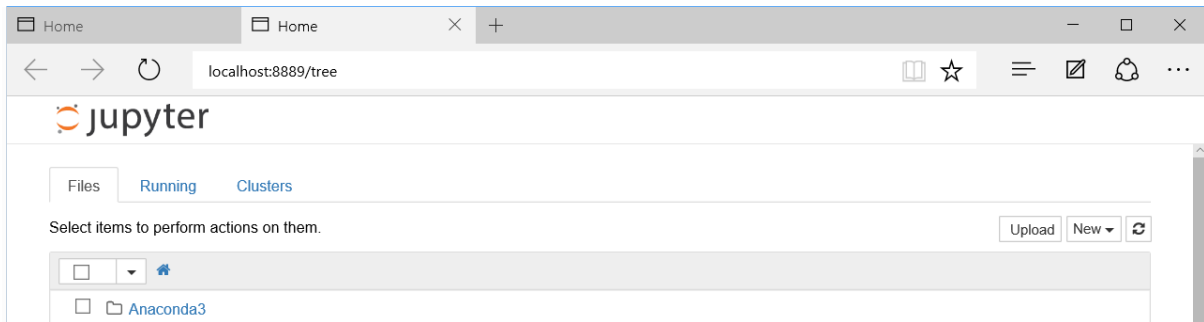 Home
Home
localhost:8889/tree
jupyter
Files Running Clusters
Select items to perform actions on them.
Upload New
Anaconda3